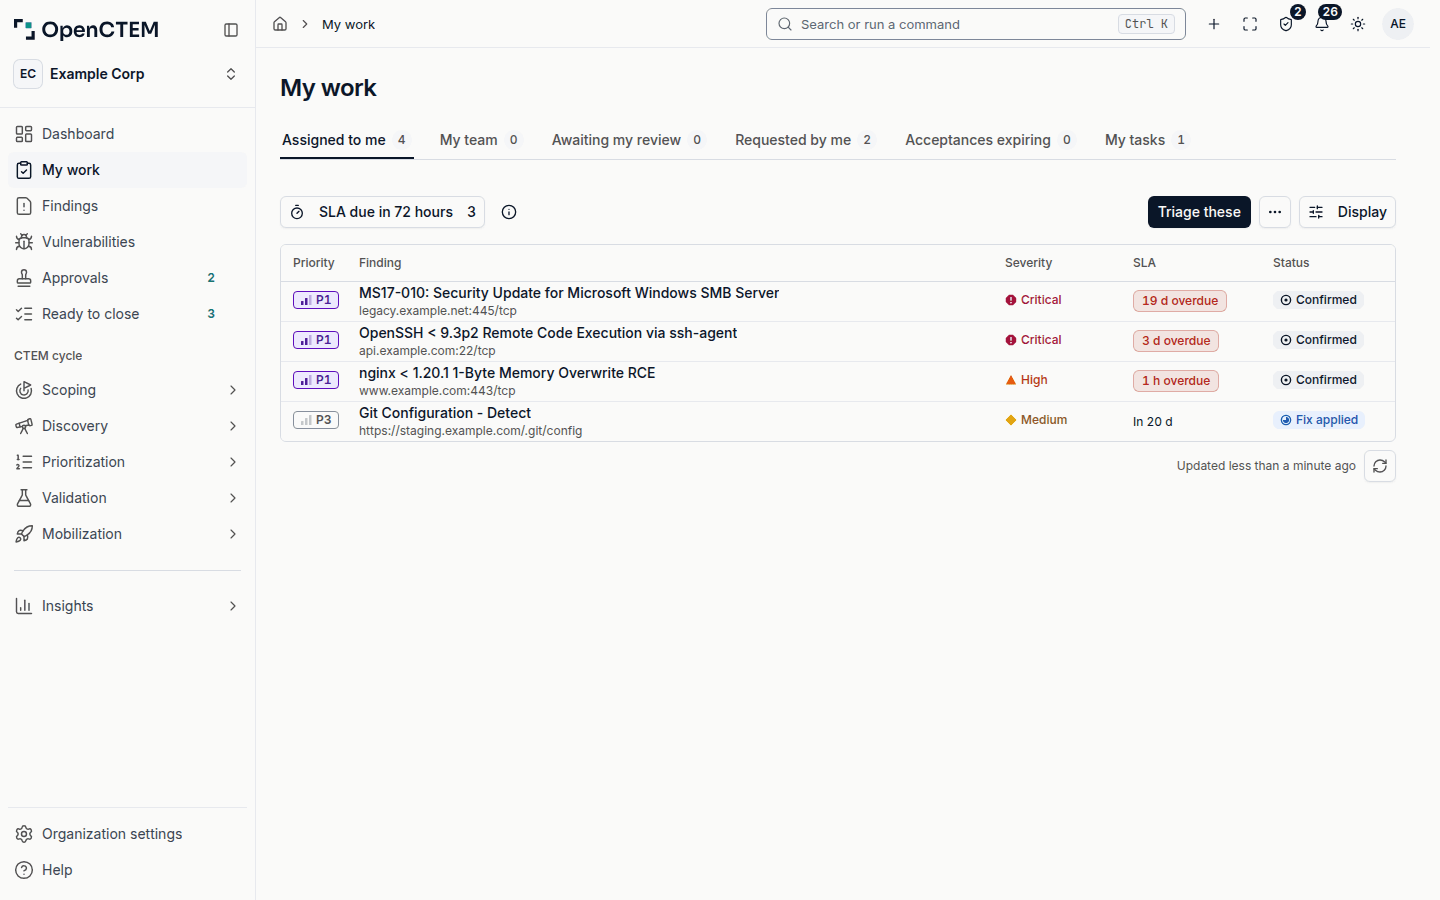 OpenCTEM
EC Example Corp
Dashboard
My work
Findings
Vulnerabilities
Approvals 2
Ready to close 3
CTEM cycle
Scoping
Discovery
Prioritization
Validation
Mobilization
Insights
Organization settings
Help
My work
Search or run a command Ctrl K
2
26
AE
My work
Assigned to me 4
My team 0
Awaiting my review 0
Requested by me 2
Acceptances expiring 0
My tasks 1
SLA due in 72 hours 3
Triage these
Display
Priority Finding Severity SLA Status
P1 MS17-010: Security Update for Microsoft Windows SMB Server Critical 19 d overdue Confirmed
legacy.example.net:445/tcp
P1 OpenSSH < 9.3p2 Remote Code Execution via ssh-agent Critical 3 d overdue Confirmed
api.example.com:22/tcp
P1 nginx < 1.20.1 1-Byte Memory Overwrite RCE High 1 h overdue Confirmed
www.example.com:443/tcp
P3 Git Configuration - Detect Medium In 20 d Fix applied
https://staging.example.com/.git/config
Updated less than a minute ago